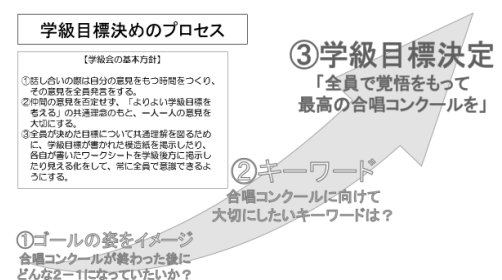 学級目標決めのプロセス
【学級会の基本方針】
①話し合いの際は自分の意見をもつ時間をつくり、
その意見を全員発言をする。
②仲間の意見を否定せず、「よりよい学級目標を
考える」の共通理念のもと、一人一人の意見を
大切にする。
③全員が決めた目標について共通理解を図るため
に、学級目標が書かれた模造紙を掲示したり、
各自が書いたワークシートを学級後方に掲示し
たり見える化をして、常に全員で意識できるよ
うにする。
③学級目標決定
「全員で覚悟をもって
最高の合唱コンクールを」
②キーワード
合唱コンクールに向けて
大切にしたいキーワードは？
①ゴールの姿をイメージ
合唱コンクールが終わった後に
どんな2－1になっていたいか？